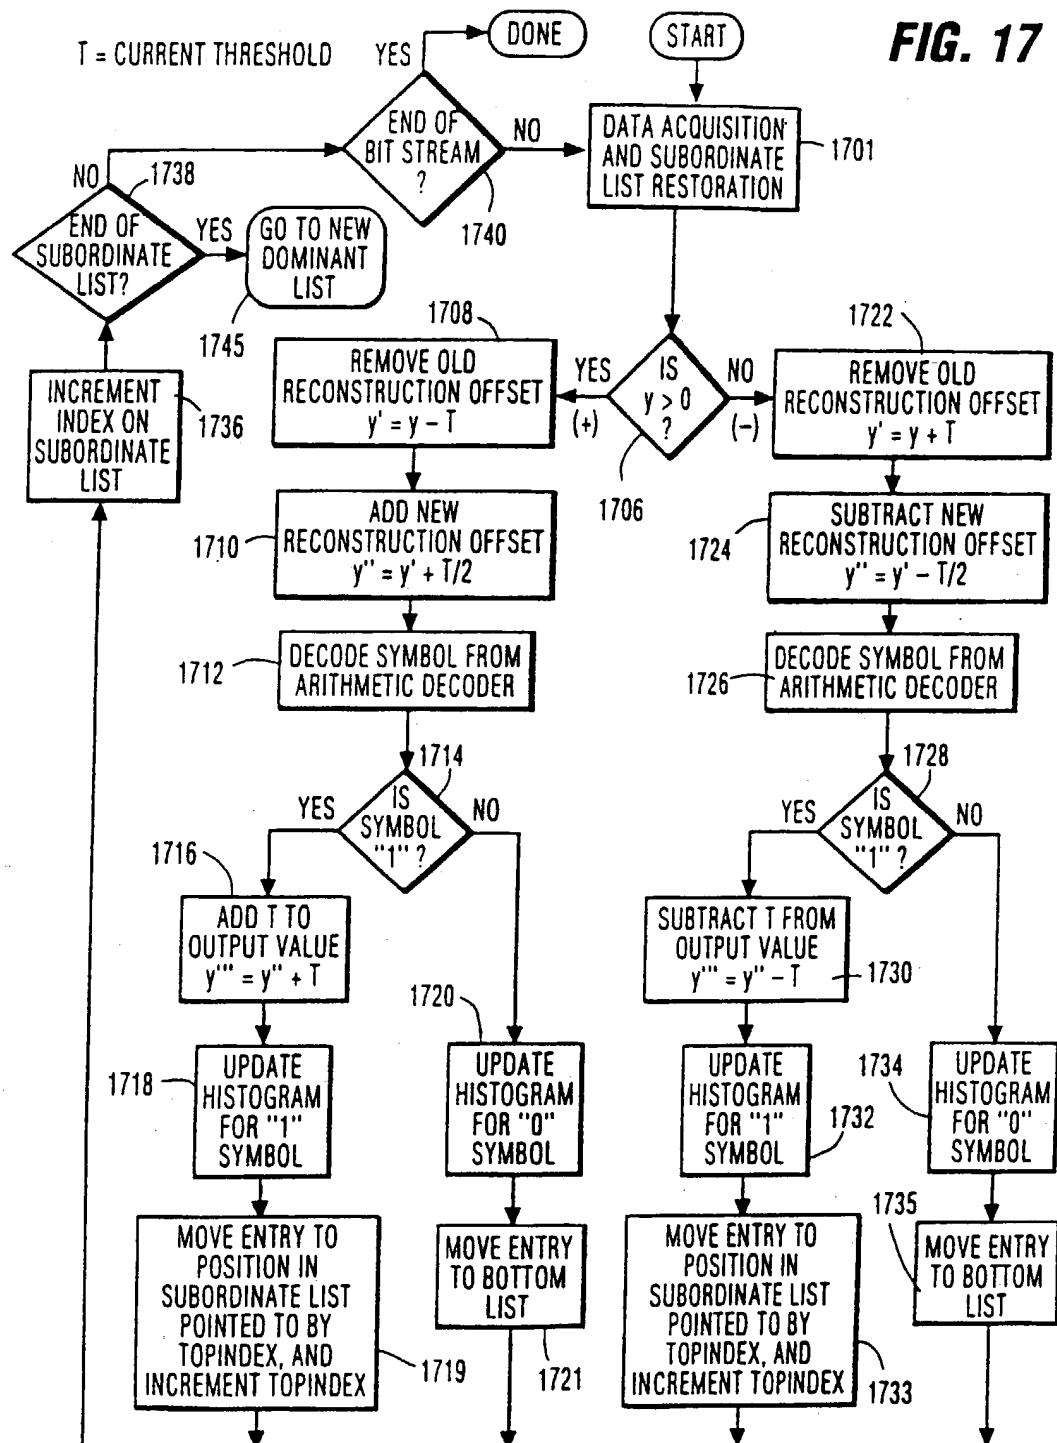 FIG. 17
T = CURRENT THRESHOLD
YES
DONE
START
END OF
BIT STREAM
?
NO
1740
DATA ACQUISITION
AND SUBORDINATE
LIST RESTORATION
1701
NO
1738
END OF
SUBORDINATE
LIST?
YES
GO TO NEW
DOMINANT
LIST
1745
INCREMENT
INDEX ON
SUBORDINATE
LIST
1736
1708
REMOVE OLD
RECONSTRUCTION OFFSET
y' = y – T
YES
(+)
IS
y > 0
?
NO
(–)
1706
1722
REMOVE OLD
RECONSTRUCTION OFFSET
y' = y + T
1710
ADD NEW
RECONSTRUCTION OFFSET
y'' = y' + T/2
1724
SUBTRACT NEW
RECONSTRUCTION OFFSET
y'' = y' – T/2
1712
DECODE SYMBOL FROM
ARITHMETIC DECODER
1726
DECODE SYMBOL FROM
ARITHMETIC DECODER
1714
YES
IS
SYMBOL
"1" ?
NO
1728
YES
IS
SYMBOL
"1" ?
NO
1716
ADD T TO
OUTPUT VALUE
y''' = y'' + T
SUBTRACT T FROM
OUTPUT VALUE
y''' = y'' – T
1730
1718
UPDATE
HISTOGRAM
FOR "1"
SYMBOL
1720
UPDATE
HISTOGRAM
FOR "0"
SYMBOL
UPDATE
HISTOGRAM
FOR "1"
SYMBOL
1732
1734
UPDATE
HISTOGRAM
FOR "0"
SYMBOL
MOVE ENTRY TO
POSITION IN
SUBORDINATE LIST
POINTED TO BY
TOPINDEX, AND
INCREMENT TOPINDEX
1719
MOVE ENTRY
TO BOTTOM
LIST
1721
MOVE ENTRY TO
POSITION IN
SUBORDINATE LIST
POINTED TO BY
TOPINDEX, AND
INCREMENT TOPINDEX
1733
1735
MOVE ENTRY
TO BOTTOM
LIST